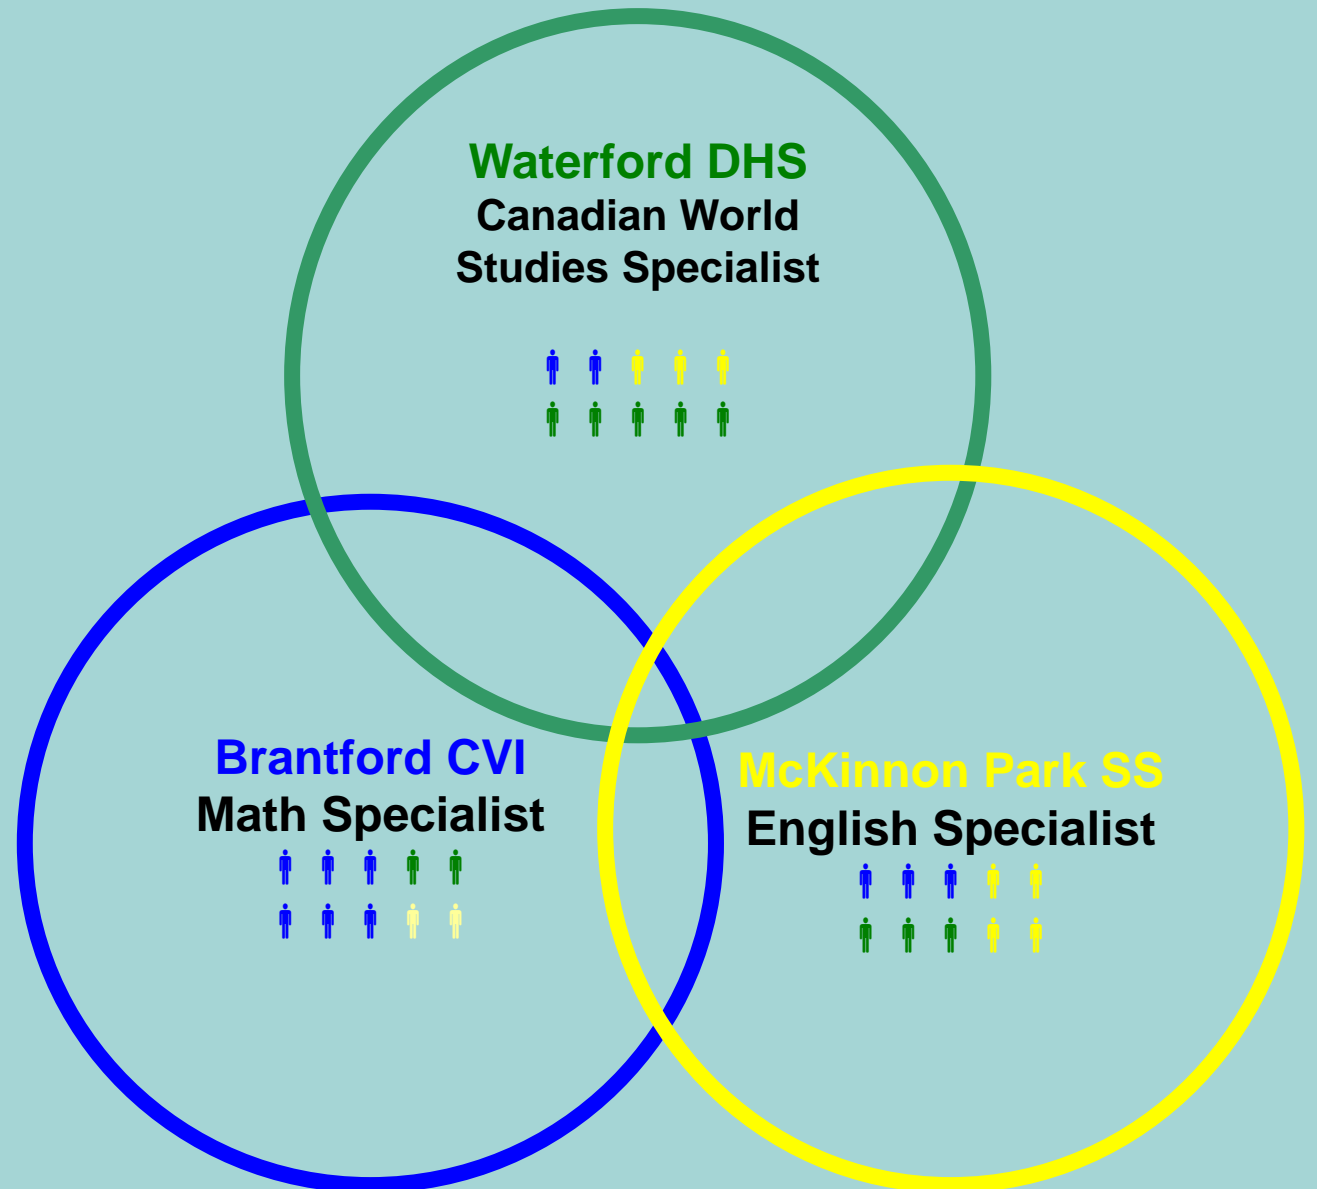 Waterford DHS
Canadian World
Studies Specialist
Brantford CVI
Math Specialist
McKinnon Park SS
English Specialist